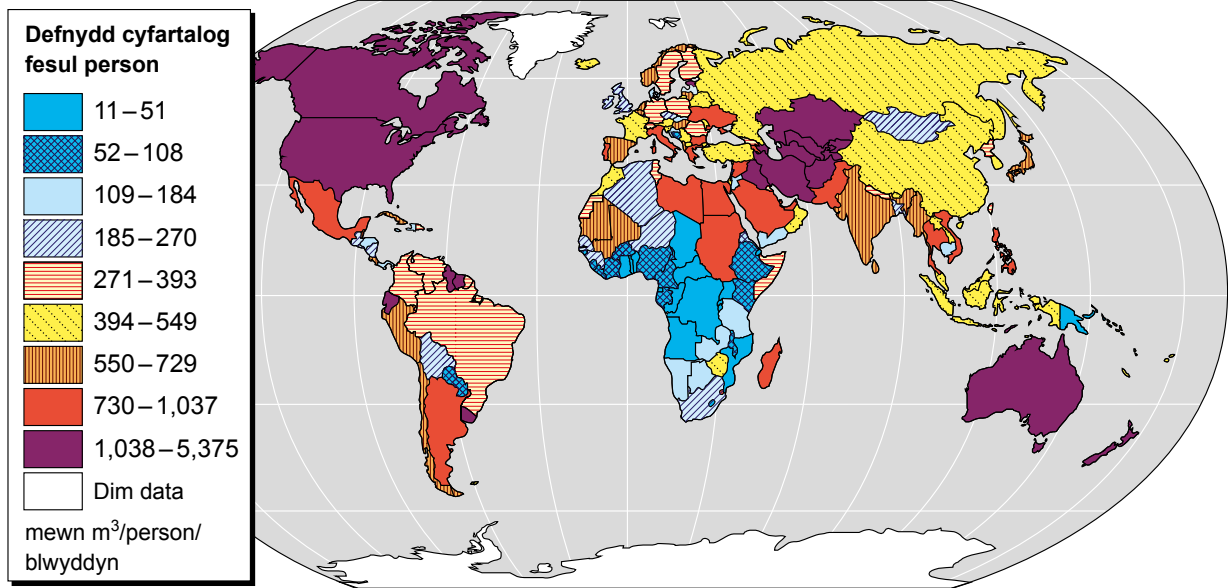 Defnydd cyfartalog
fesul person
11–51
52–108
109–184
185–270
271–393
394–549
550–729
730–1,037
1,038–5,375
Dim data
mewn m³/person/
blwyddyn